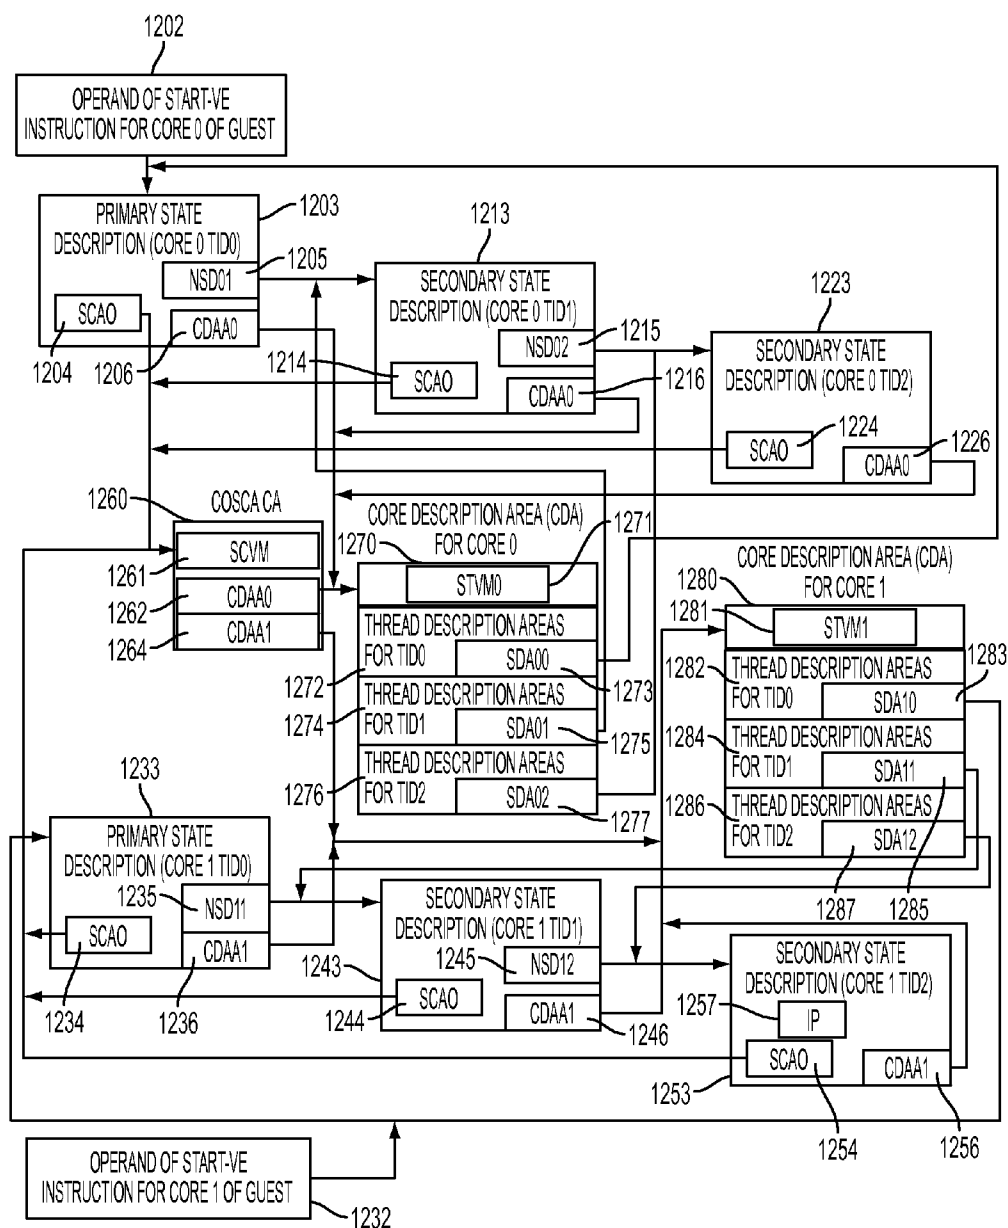 1202
OPERAND OF START-VE
INSTRUCTION FOR CORE 0 OF GUEST
PRIMARY STATE
DESCRIPTION (CORE 0 TID0)
1203
NSD01
1205
SCAO
CDAA0
1204
1206
1213
SECONDARY STATE
DESCRIPTION (CORE 0 TID1)
NSD02
1215
1214
SCAO
CDAA0
1216
1223
SECONDARY STATE
DESCRIPTION (CORE 0 TID2)
SCAO
1224
CDAA0
1226
1260
COSCA CA
SCVM
1261
CDAA0
1262
CDAA1
1264
CORE DESCRIPTION AREA (CDA)
FOR CORE 0
1270
1271
STVM0
THREAD DESCRIPTION AREAS
FOR TID0
SDA00
1272
1273
THREAD DESCRIPTION AREAS
FOR TID1
SDA01
1274
1275
THREAD DESCRIPTION AREAS
FOR TID2
SDA02
1276
1277
CORE DESCRIPTION AREA (CDA)
FOR CORE 1
1280
1281
STVM1
1282
THREAD DESCRIPTION AREAS
FOR TID0
SDA10
1283
1284
THREAD DESCRIPTION AREAS
FOR TID1
SDA11
1286
THREAD DESCRIPTION AREAS
FOR TID2
SDA12
1287
1285
1233
PRIMARY STATE
DESCRIPTION (CORE 1 TID0)
1235
NSD11
SCAO
CDAA1
1234
1236
SECONDARY STATE
DESCRIPTION (CORE 1 TID1)
1243
1245
NSD12
SCAO
1244
CDAA1
1246
SECONDARY STATE
DESCRIPTION (CORE 1 TID2)
1257
IP
SCAO
CDAA1
1253
1254
1256
OPERAND OF START-VE
INSTRUCTION FOR CORE 1 OF GUEST
1232